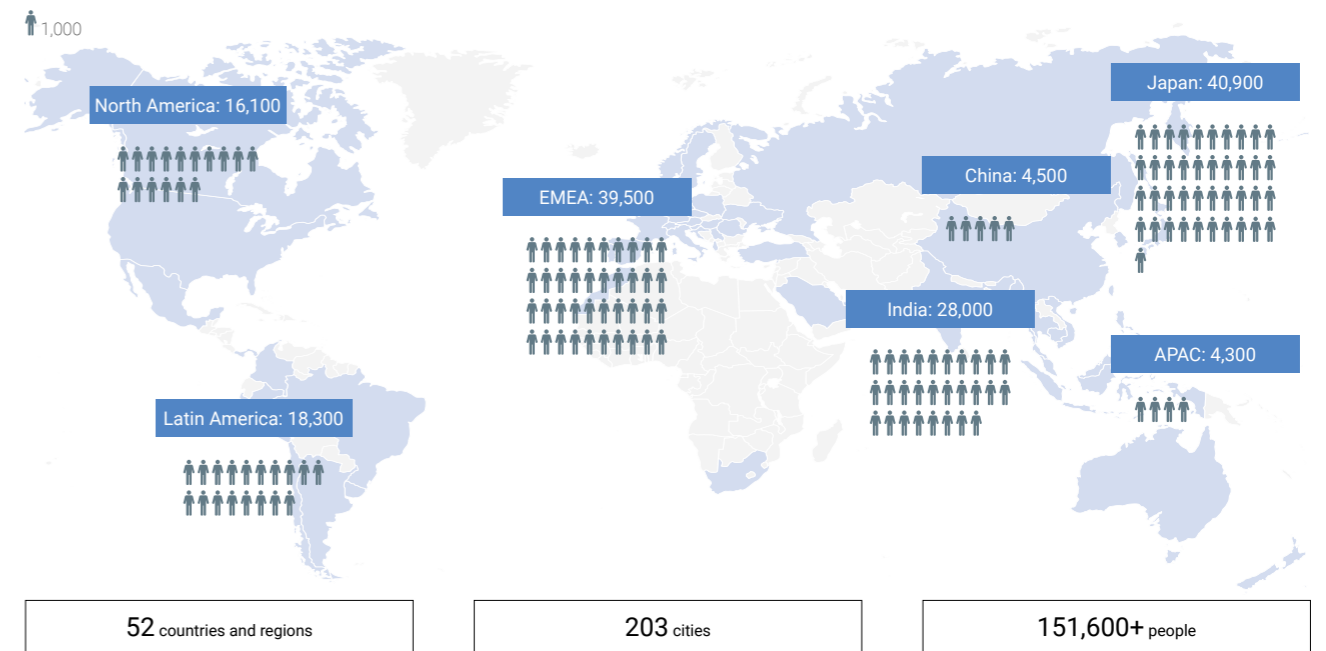 1,000
North America: 16,100
Japan: 40,900
China: 4,500
EMEA: 39,500
India: 28,000
APAC: 4,300
Latin America: 18,300
52 countries and regions
203 cities
151,600+ people